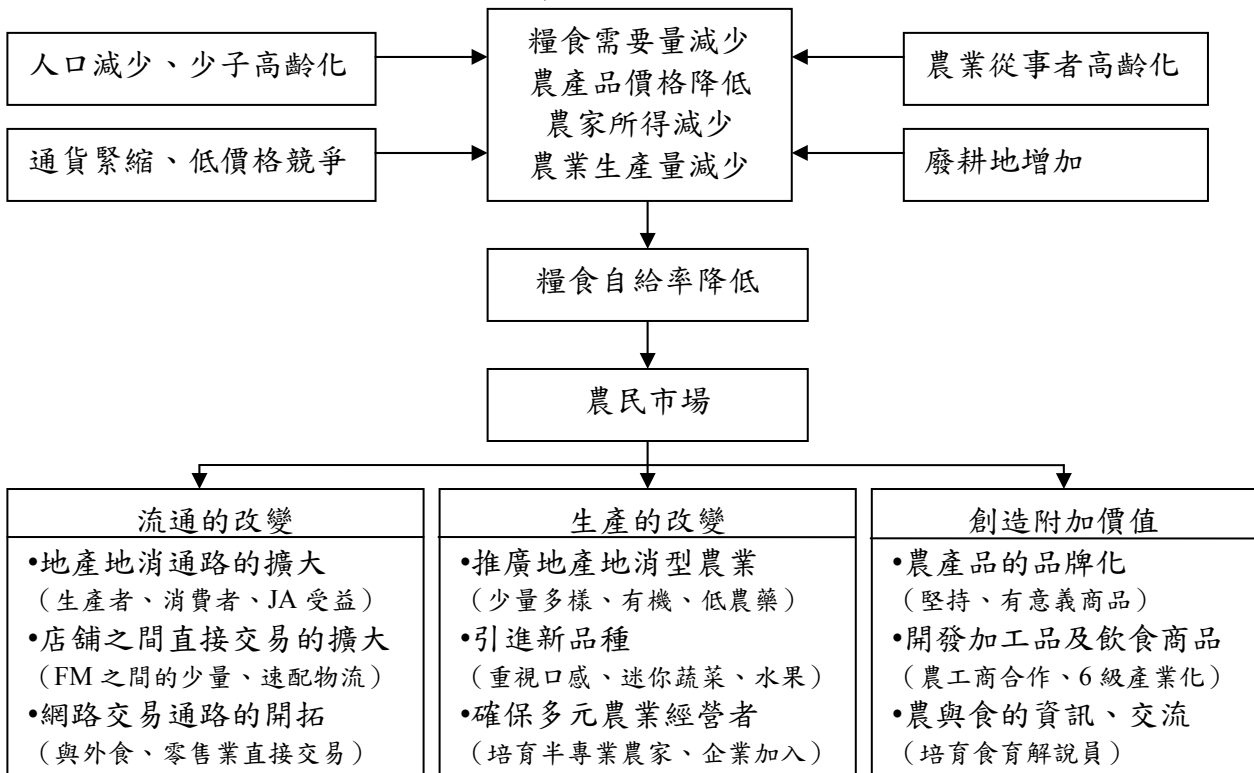 人口減少、少子高齡化
通貨緊縮、低價格競爭
糧食需要量減少
農產品價格降低
農家所得減少
農業生產量減少
農業從事者高齡化
廢耕地增加
糧食自給率降低
農民市場
流通的改變
•地產地消通路的擴大
（生產者、消費者、JA 受益）
•店舖之間直接交易的擴大
（FM 之間的少量、速配物流）
•網路交易通路的開拓
（與外食、零售業直接交易）
生產的改變
•推廣地產地消型農業
（少量多樣、有機、低農藥）
•引進新品種
（重視口感、迷你蔬菜、水果）
•確保多元農業經營者
（培育半專業農家、企業加入）
創造附加價值
•農產品的品牌化
（堅持、有意義商品）
•開發加工品及飲食商品
（農工商合作、6 級產業化）
•農與食的資訊、交流
（培育食育解說員）